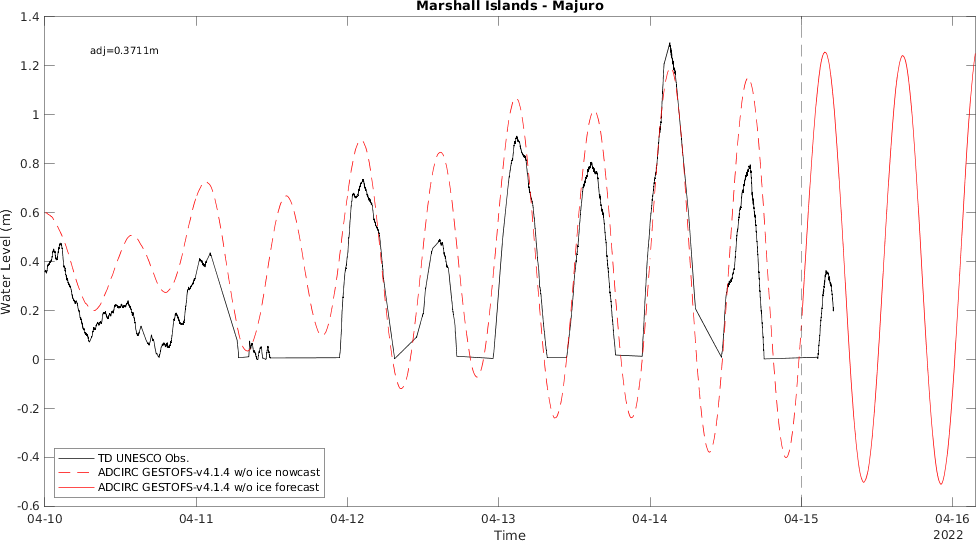 Marshall Islands - Majuro
adj=0.3711m
1.4
1.2
1
0.8
0.6
0.4
0.2
0
-0.2
-0.4
-0.6
Water Level (m)
TD UNESCO Obs.
ADCIRC GESTOFS-v4.1.4 w/o ice nowcast
ADCIRC GESTOFS-v4.1.4 w/o ice forecast
04-10 04-11 04-12 04-13 04-14 04-15 04-16
Time
2022